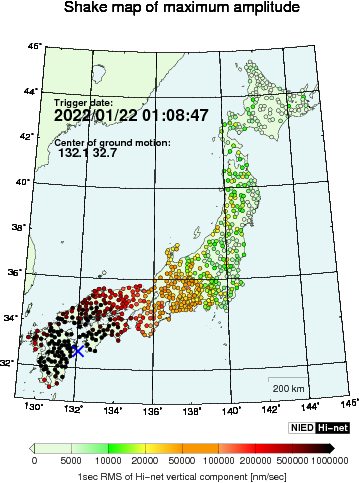 Shake map of maximum amplitude
45°
44°
42°
40°
36°
34°
32°
Trigger date:
2022/01/22 01:08:47
Center of ground motion:
132.1 32.7
200 km
130° 132° 134° 136° 138° 140° 142° 144° 145°
NIED Hi-net
0 5000 10000 20000 50000 100000 200000 500000 1000000
1sec RMS of Hi-net vertical component [nm/sec]